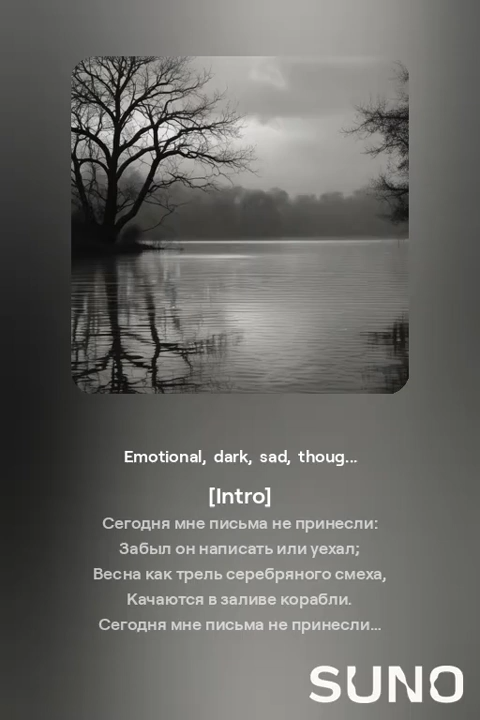 Emotional, dark, sad, thoug...
[Intro]
Сегодня мне письма не принесли:
Забыл он написать или уехал;
Весна как трель серебряного смеха,
Качаются в заливе корабли.
Сегодня мне письма не принесли...
SUNO